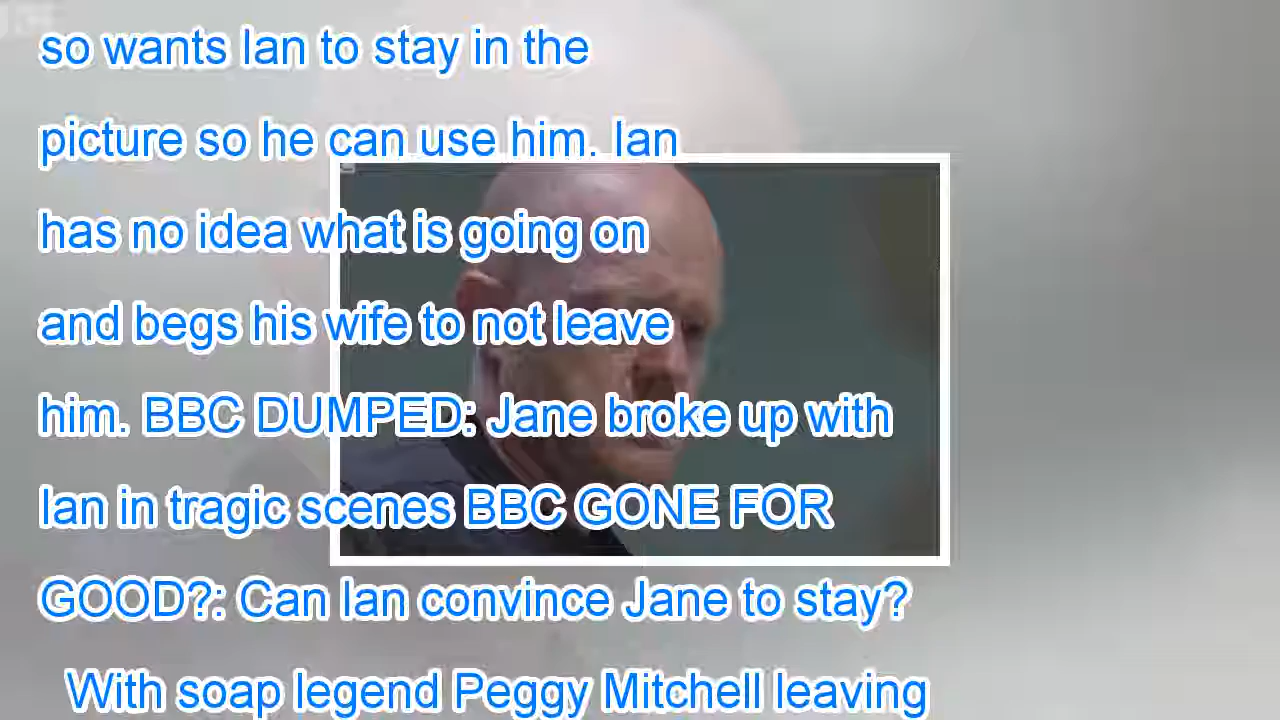 so wants Ian to stay in the
picture so he can use him. Ian
has no idea what is going on
and begs his wife to not leave
him. BBC DUMPED: Jane broke up with
Ian in tragic scenes BBC GONE FOR
GOOD?: Can Ian convince Jane to stay?
With soap legend Peggy Mitchell leaving